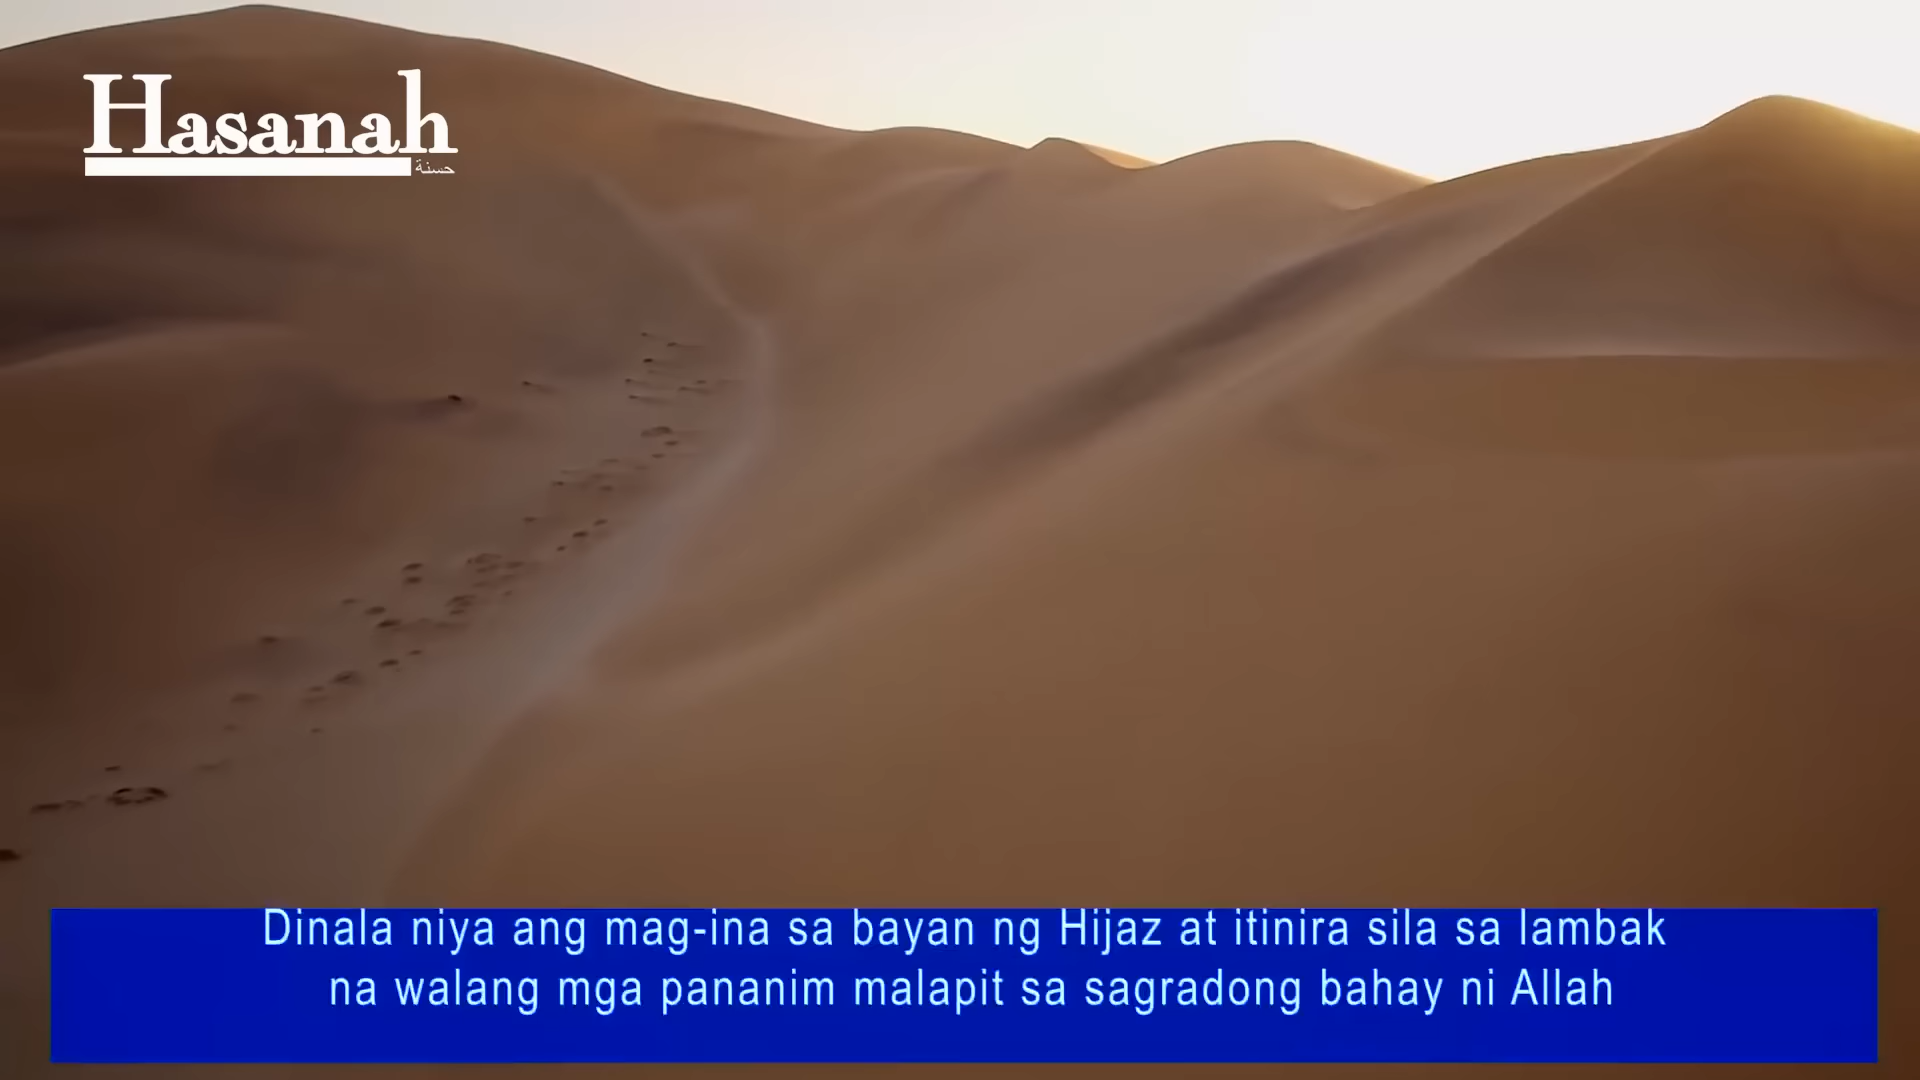 Hasanah
حسنة
Dinala niya ang mag-ina sa bayan ng Hijaz at itinira sila sa lambak
na walang mga pananim malapit sa sagradong bahay ni Allah